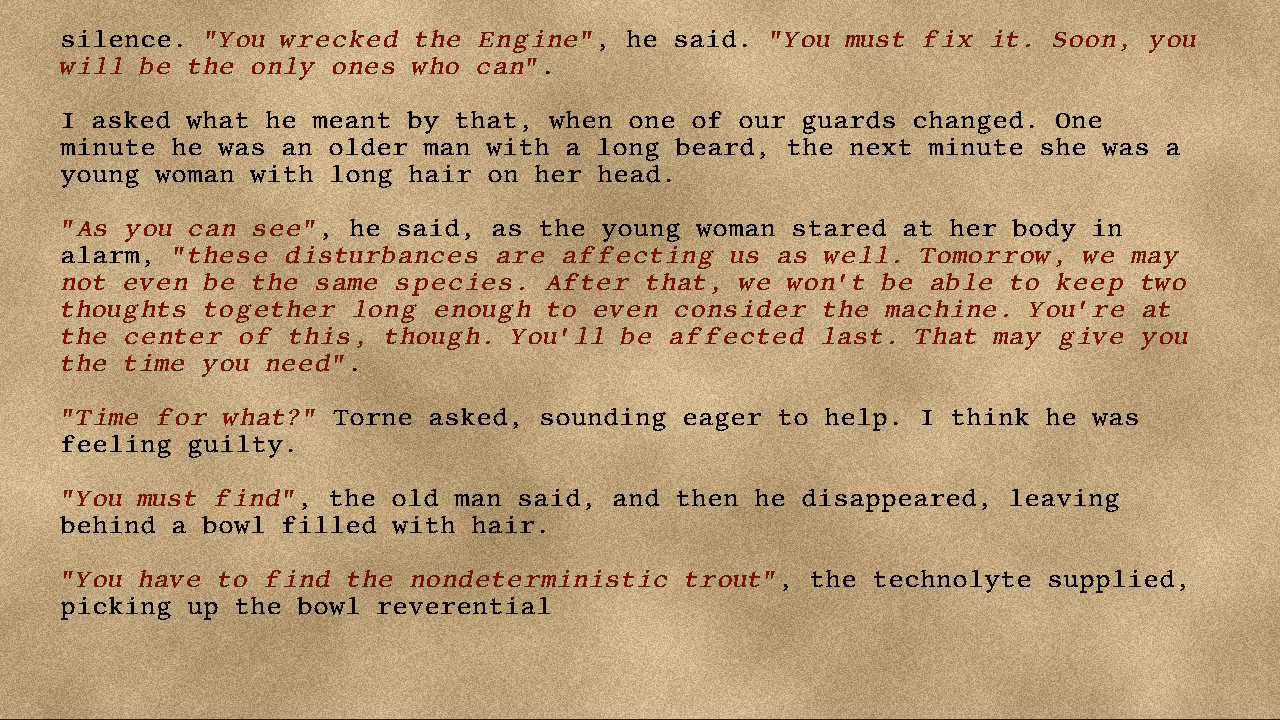 silence. "You wrecked the Engine", he said. "You must fix it. Soon, you
will be the only ones who can".
I asked what he meant by that, when one of our guards changed. One
minute he was an older man with a long beard, the next minute she was a
young woman with long hair on her head.
"As you can see", he said, as the young woman stared at her body in
alarm, "these disturbances are affecting us as well. Tomorrow, we may
not even be the same species. After that, we won't be able to keep two
thoughts together long enough to even consider the machine. You're at
the center of this, though. You'll be affected last. That may give you
the time you need".
"Time for what?" Torne asked, sounding eager to help. I think he was
feeling guilty.
"You must find", the old man said, and then he disappeared, leaving
behind a bowl filled with hair.
"You have to find the nondeterministic trout", the technolyte supplied,
picking up the bowl reverential